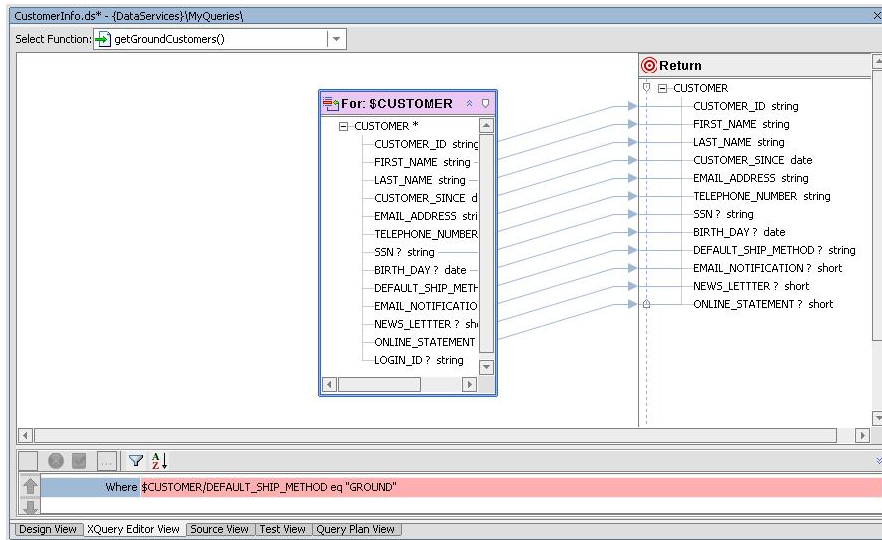 CustomerInfo.ds* - {DataServices}\MyQueries\
Select Function: getGroundCustomers()
For: $CUSTOMER
CUSTOMER *
CUSTOMER_ID string
FIRST_NAME string
LAST_NAME string
CUSTOMER_SINCE d
EMAIL_ADDRESS stri
TELEPHONE_NUMBER
SSN ? string
BIRTH_DAY ? date
DEFAULT_SHIP_METH
EMAIL_NOTIFICATIO
NEWS_LETTTER ? sh
ONLINE_STATEMENT
LOGIN_ID ? string
Return
CUSTOMER
CUSTOMER_ID string
FIRST_NAME string
LAST_NAME string
CUSTOMER_SINCE date
EMAIL_ADDRESS string
TELEPHONE_NUMBER string
SSN ? string
BIRTH_DAY ? date
DEFAULT_SHIP_METHOD ? string
EMAIL_NOTIFICATION ? short
NEWS_LETTTER ? short
ONLINE_STATEMENT ? short
... A Z
Where $CUSTOMER/DEFAULT_SHIP_METHOD eq "GROUND"
Design View XQuery Editor View Source View Test View Query Plan View